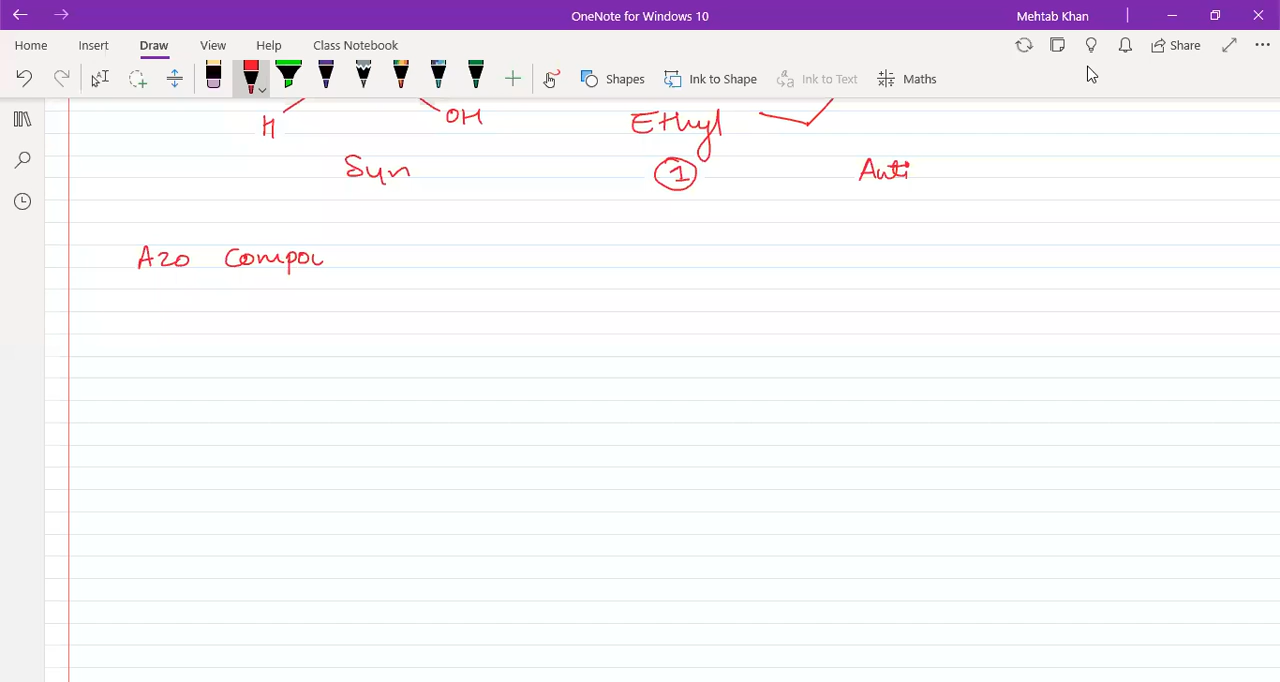 OneNote for Windows 10
Mehtab Khan
Home Insert Draw View Help Class Notebook Share
Shapes Ink to Shape Ink to Text Maths
H OH Ethyl
Syn 1 Anti
Azo Compou